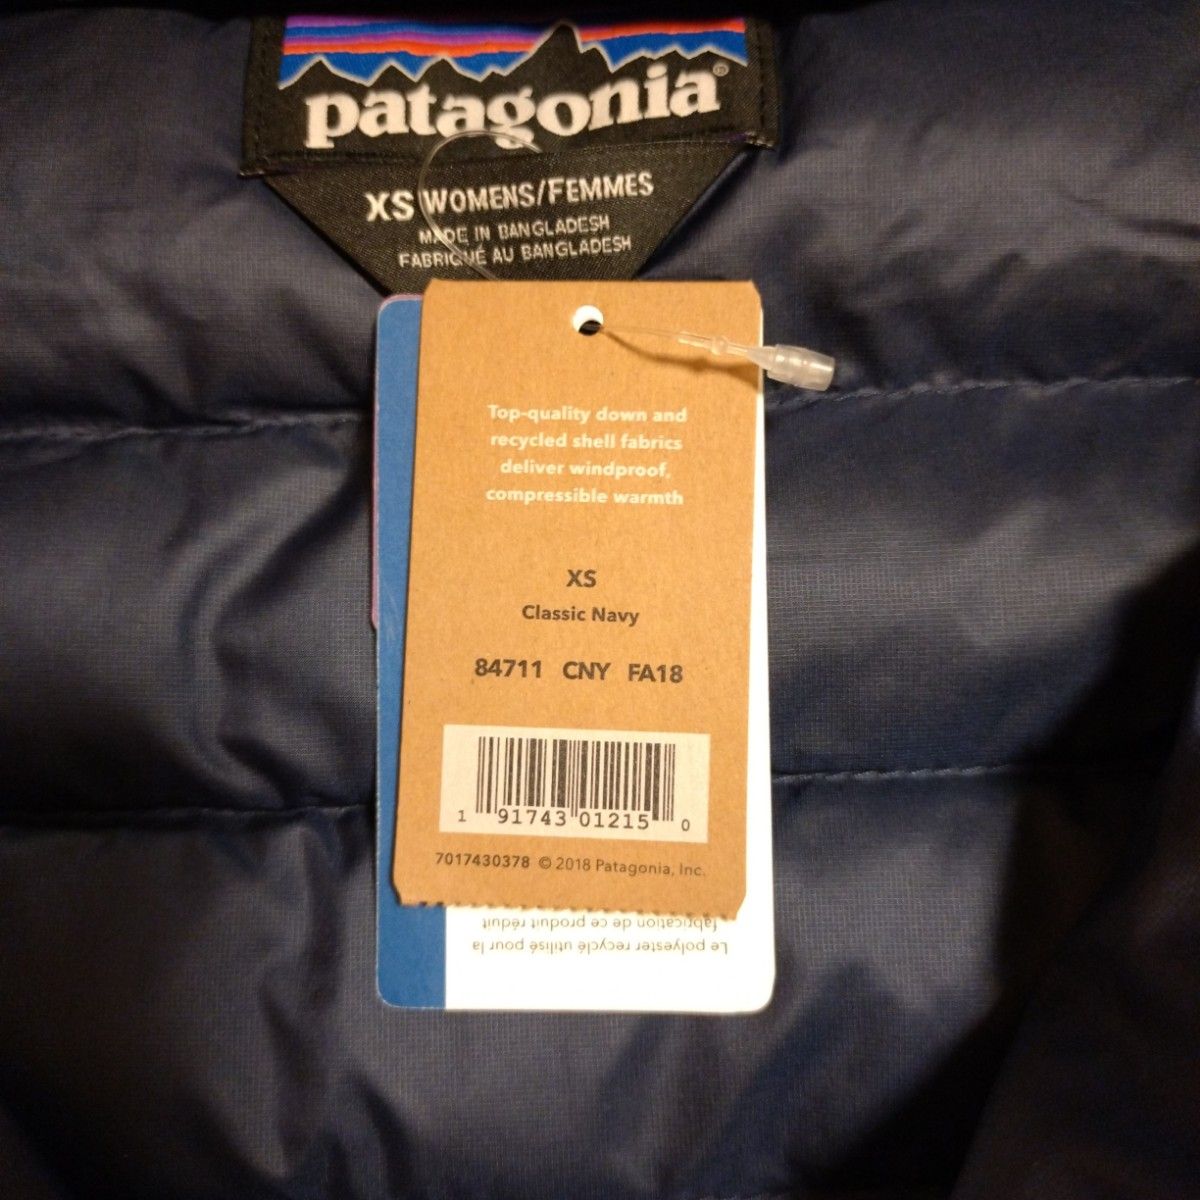 patagonia®
XS WOMENS/FEMMES
MADE IN BANGLADESH
FABRIQUÉ AU BANGLADESH
Top-quality down and
recycled shell fabrics
deliver windproof,
compressible warmth
XS
Classic Navy
84711 CNY FA18
1 91743 01215 0
7017430378 © 2018 Patagonia, Inc.
Le polyester recyclé utilisé pour la
fabrication de ce produit réduit